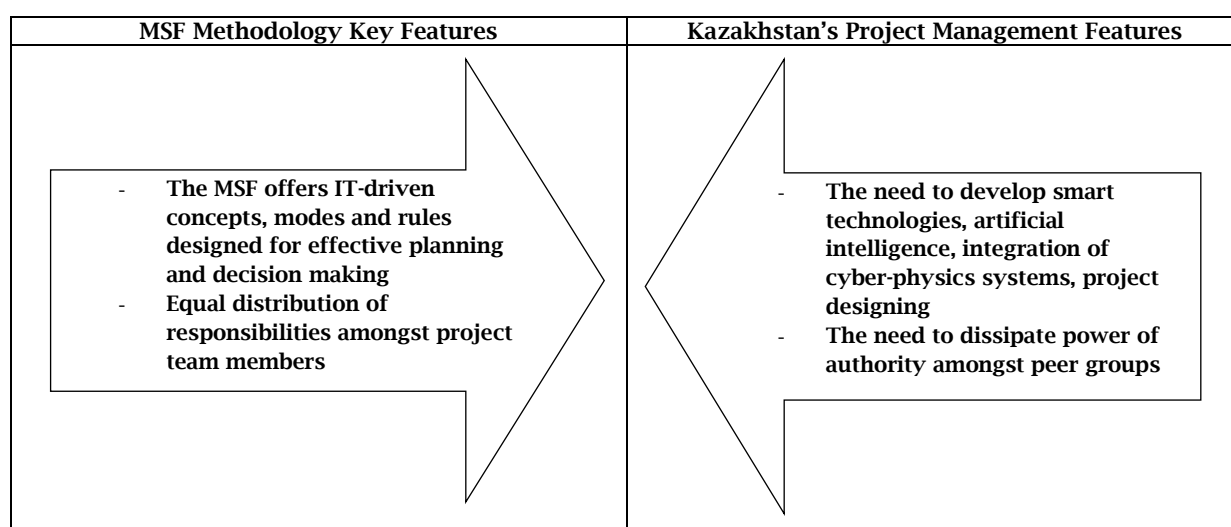 MSF Methodology Key Features
Kazakhstan's Project Management Features
- The MSF offers IT-driven
concepts, modes and rules
designed for effective planning
and decision making
- Equal distribution of
responsibilities amongst project
team members
- The need to develop smart
technologies, artificial
intelligence, integration of
cyber-physics systems, project
designing
- The need to dissipate power of
authority amongst peer groups